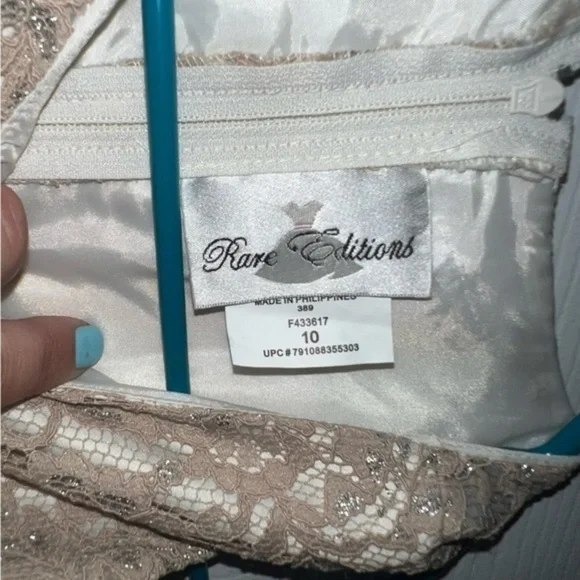 Rare Editions
MADE IN PHILIPPINES
389
F433617
10
UPC#791088355303